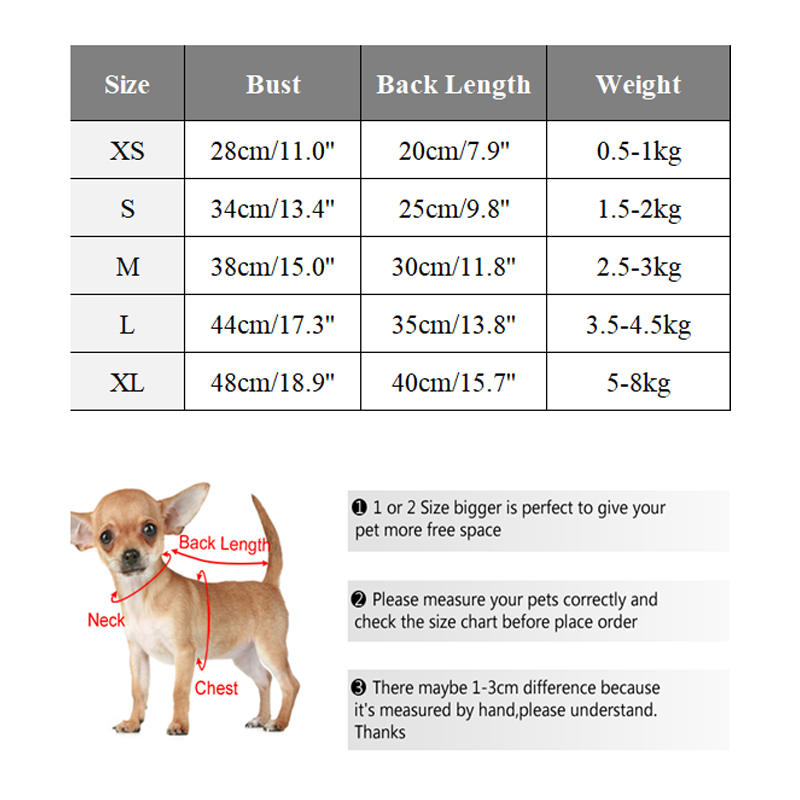 Size Bust Back Length Weight
XS 28cm/11.0" 20cm/7.9" 0.5-1kg
S 34cm/13.4" 25cm/9.8" 1.5-2kg
M 38cm/15.0" 30cm/11.8" 2.5-3kg
L 44cm/17.3" 35cm/13.8" 3.5-4.5kg
XL 48cm/18.9" 40cm/15.7" 5-8kg
Back Length
Neck
Chest
❶ 1 or 2 Size bigger is perfect to give your
pet more free space
❷ Please measure your pets correctly and
check the size chart before place order
❸ There maybe 1-3cm difference because
it's measured by hand,please understand.
Thanks